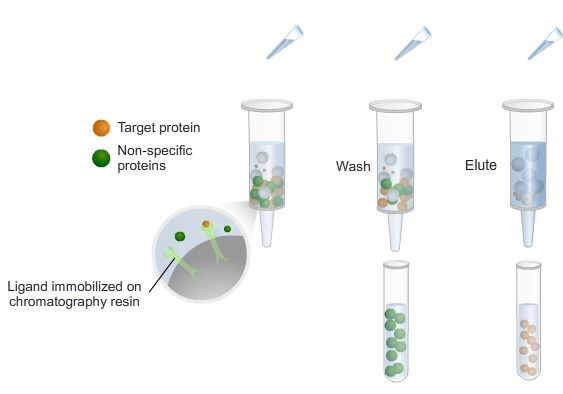 Target protein
Non-specific
proteins
Wash
Elute
Ligand immobilized on
chromatography resin